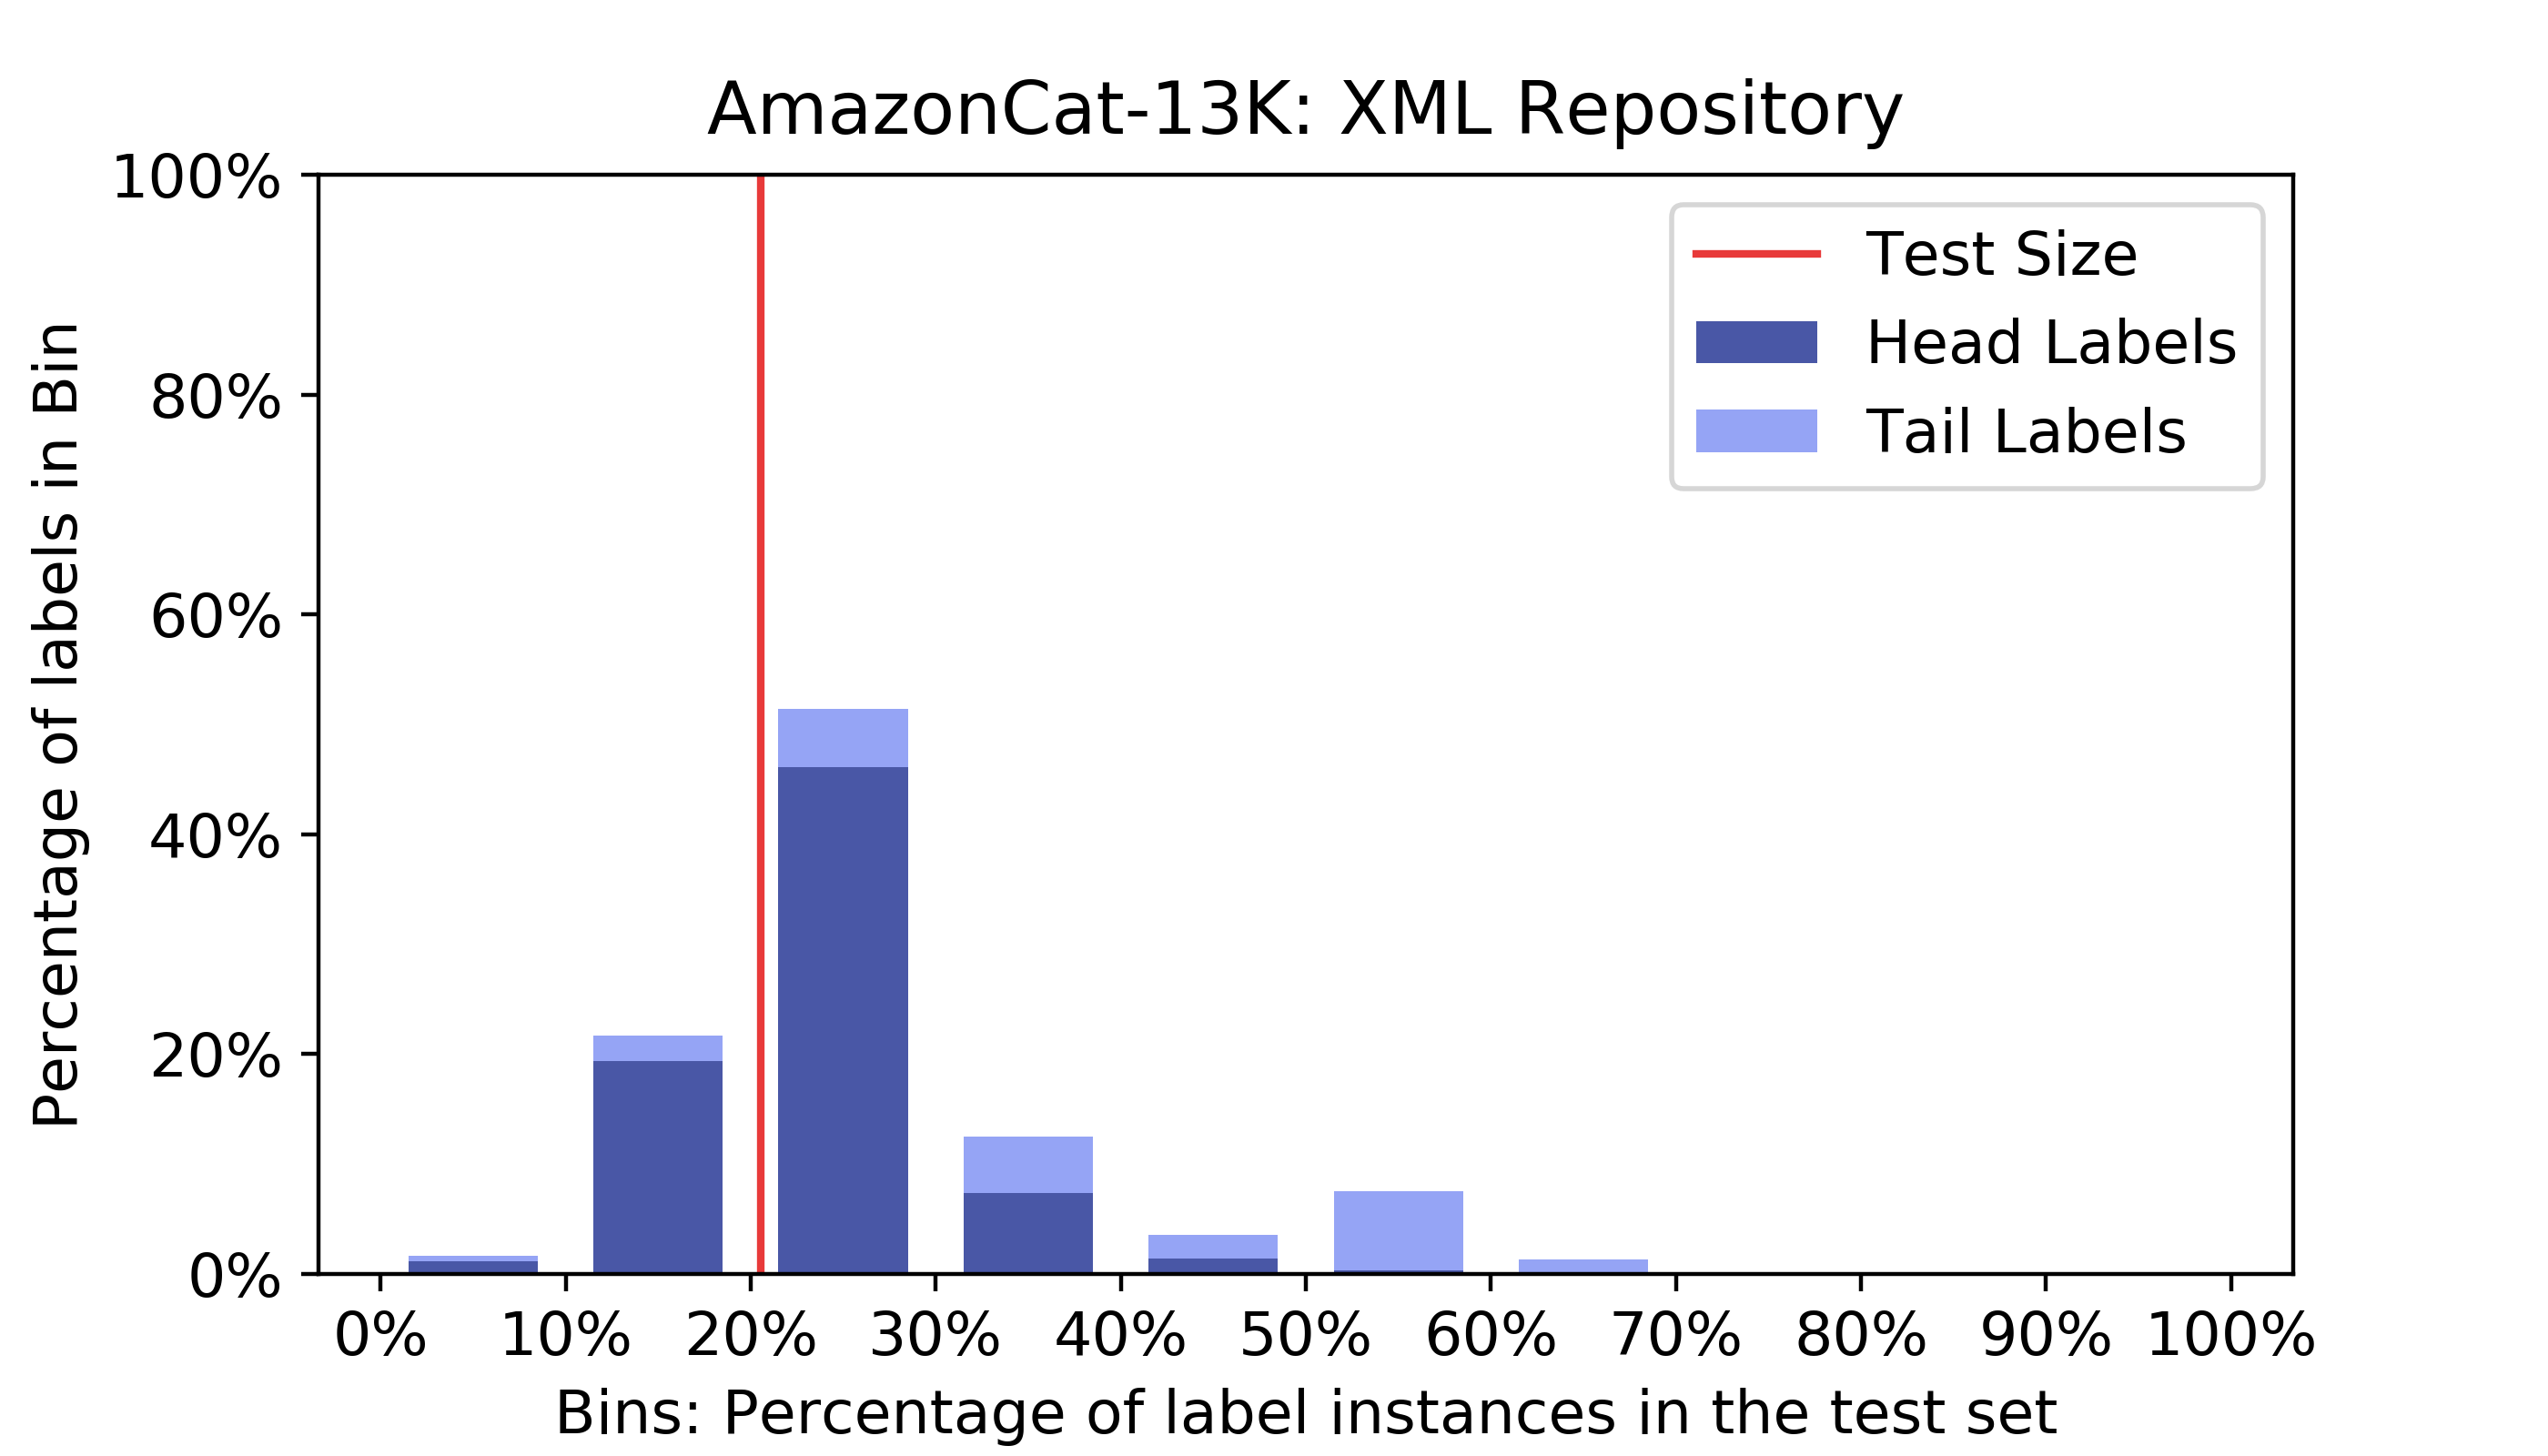 AmazonCat-13K: XML Repository
100%
80%
60%
40%
20%
0%
Percentage of labels in Bin
Test Size
Head Labels
Tail Labels
0% 10% 20% 30% 40% 50% 60% 70% 80% 90% 100%
Bins: Percentage of label instances in the test set